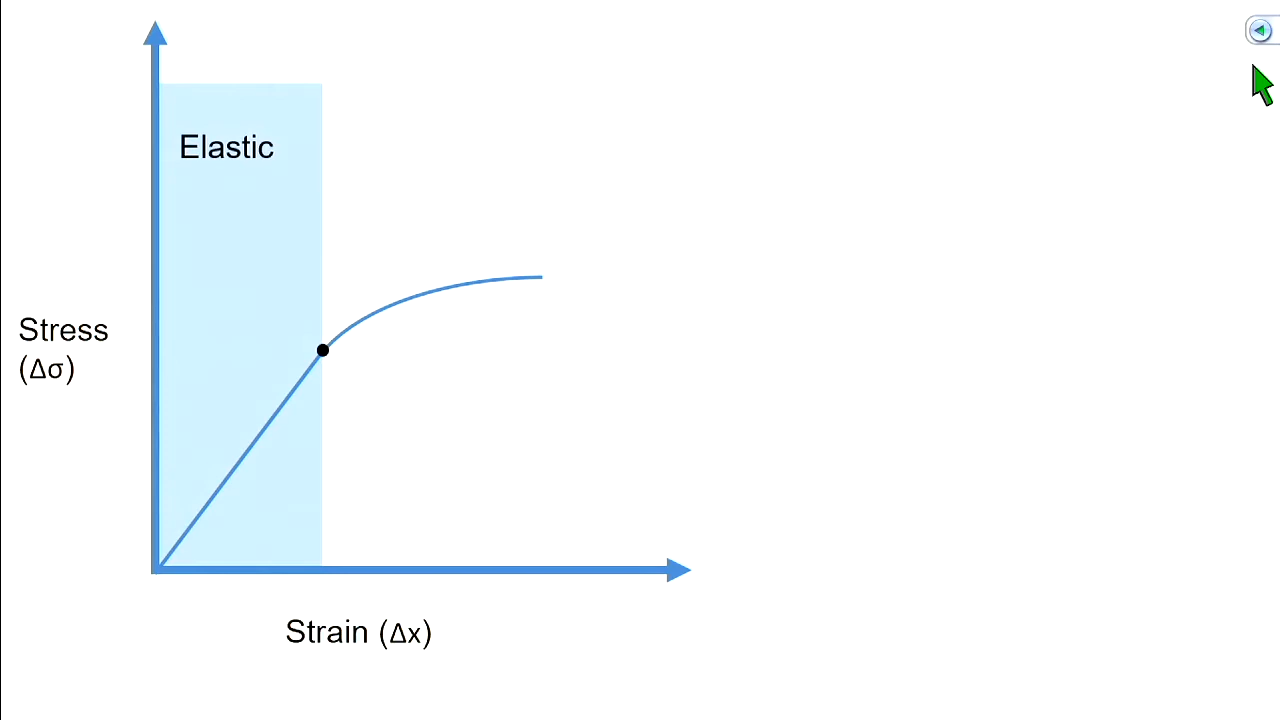 Elastic
Stress
(Δσ)
Strain (Δx)